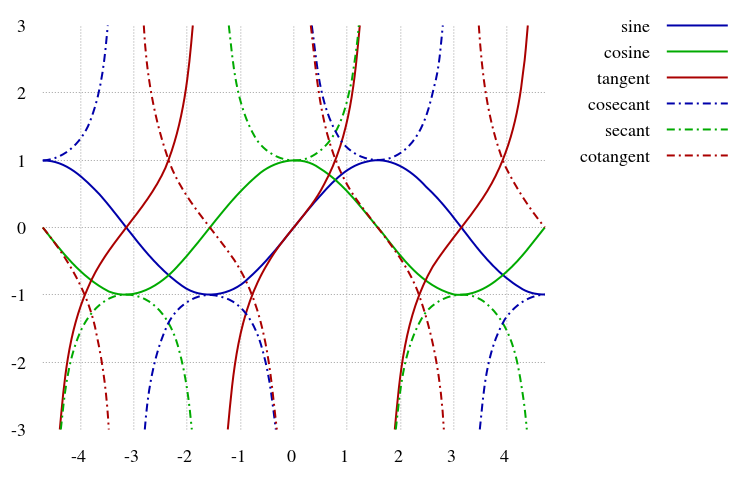 3
2
1
0
-1
-2
-3
-4 -3 -2 -1 0 1 2 3 4
sine
cosine
tangent
cosecant
secant
cotangent